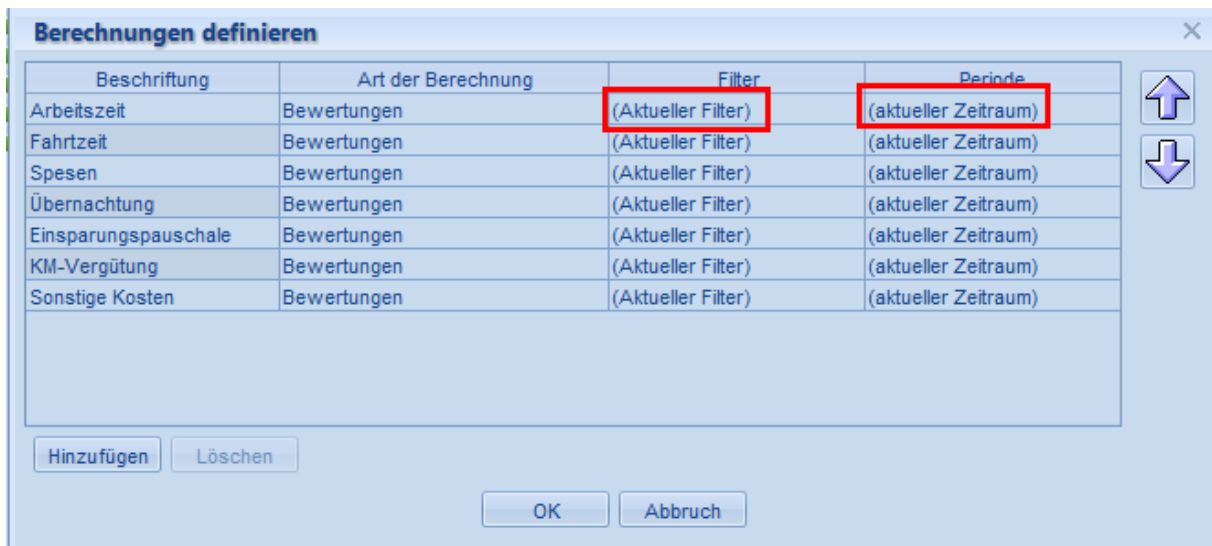 Berechnungen definieren
Beschriftung Art der Berechnung Filter Periode
Arbeitszeit Bewertungen (Aktueller Filter) (aktueller Zeitraum)
Fahrtzeit Bewertungen (Aktueller Filter) (aktueller Zeitraum)
Spesen Bewertungen (Aktueller Filter) (aktueller Zeitraum)
Übernachtung Bewertungen (Aktueller Filter) (aktueller Zeitraum)
Einsparungspauschale Bewertungen (Aktueller Filter) (aktueller Zeitraum)
KM-Vergütung Bewertungen (Aktueller Filter) (aktueller Zeitraum)
Sonstige Kosten Bewertungen (Aktueller Filter) (aktueller Zeitraum)
Hinzufügen Löschen
OK Abbruch